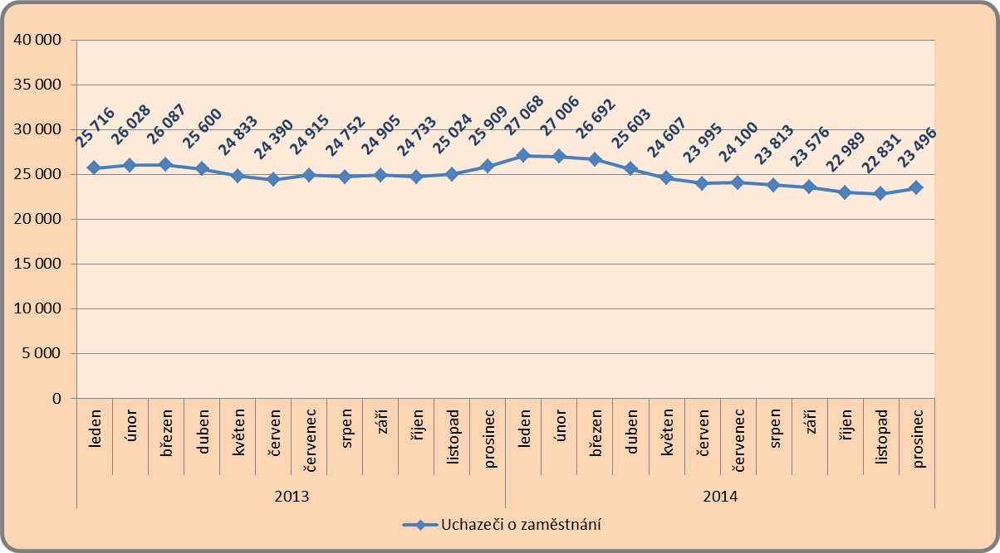 40 000
35 000
30 000
25 000
20 000
15 000
10 000
5 000
0
25 716
26 028
26 087
25 600
24 833
24 390
24 915
24 752
24 905
24 733
25 024
25 909
27 068
27 006
26 692
25 603
24 607
23 995
24 100
23 813
23 576
22 989
22 831
23 496
leden
únor
březen
duben
květen
červen
červenec
srpen
září
říjen
listopad
prosinec
leden
únor
březen
duben
květen
červen
červenec
srpen
září
říjen
listopad
prosinec
2013
2014
Uchazeči o zaměstnání